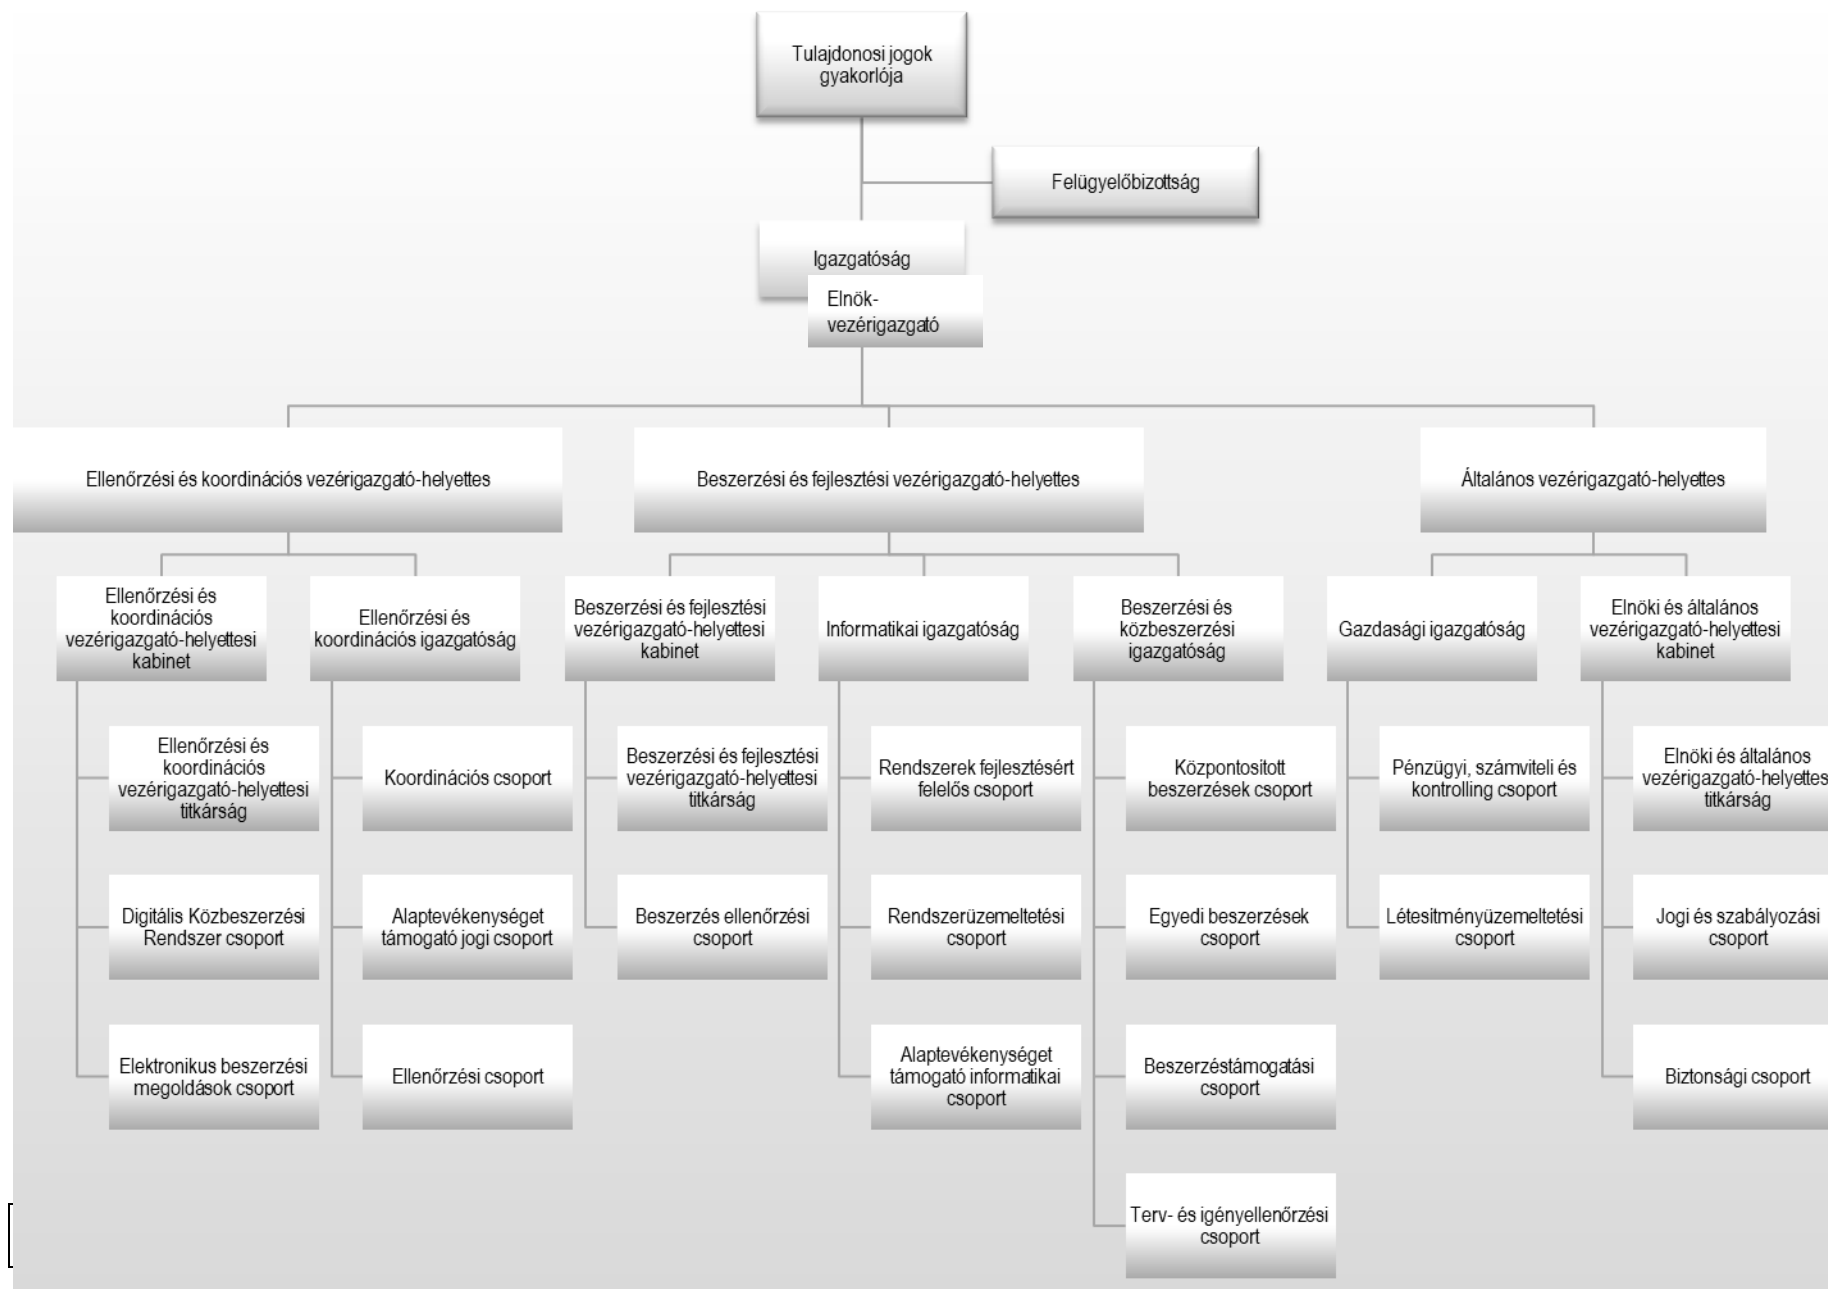 Tulajdonosi jogok
gyakorlója
Felügyelőbizottság
Igazgatóság
Elnök-
vezérigazgató
Ellenőrzési és koordinációs vezérigazgató-helyettes
Beszerzési és fejlesztési vezérigazgató-helyettes
Általános vezérigazgató-helyettes
Ellenőrzési és
koordinációs
vezérigazgató-helyettesi
kabinet
Ellenőrzési és
koordinációs igazgatóság
Beszerzési és fejlesztési
vezérigazgató-helyettesi
kabinet
Informatikai igazgatóság
Beszerzési és
közbeszerzési
igazgatóság
Gazdasági igazgatóság
Elnöki és általános
vezérigazgató-helyettesi
kabinet
Ellenőrzési és
koordinációs
vezérigazgató-helyettesi
titkárság
Koordinációs csoport
Beszerzési és fejlesztési
vezérigazgató-helyettesi
titkárság
Rendszerek fejlesztésért
felelős csoport
Központosított
beszerzések csoport
Pénzügyi, számviteli és
kontrolling csoport
Elnöki és általános
vezérigazgató-helyettes
titkárság
Digitális Közbeszerzési
Rendszer csoport
Alaptevékenységet
támogató jogi csoport
Beszerzés ellenőrzési
csoport
Rendszerüzemeltetési
csoport
Egyedi beszerzések
csoport
Létesítményüzemeltetési
csoport
Jogi és szabályozási
csoport
Elektronikus beszerzési
megoldások csoport
Ellenőrzési csoport
Alaptevékenységet
támogató informatikai
csoport
Beszerzéstámogatási
csoport
Biztonsági csoport
Terv- és igényellenőrzési
csoport